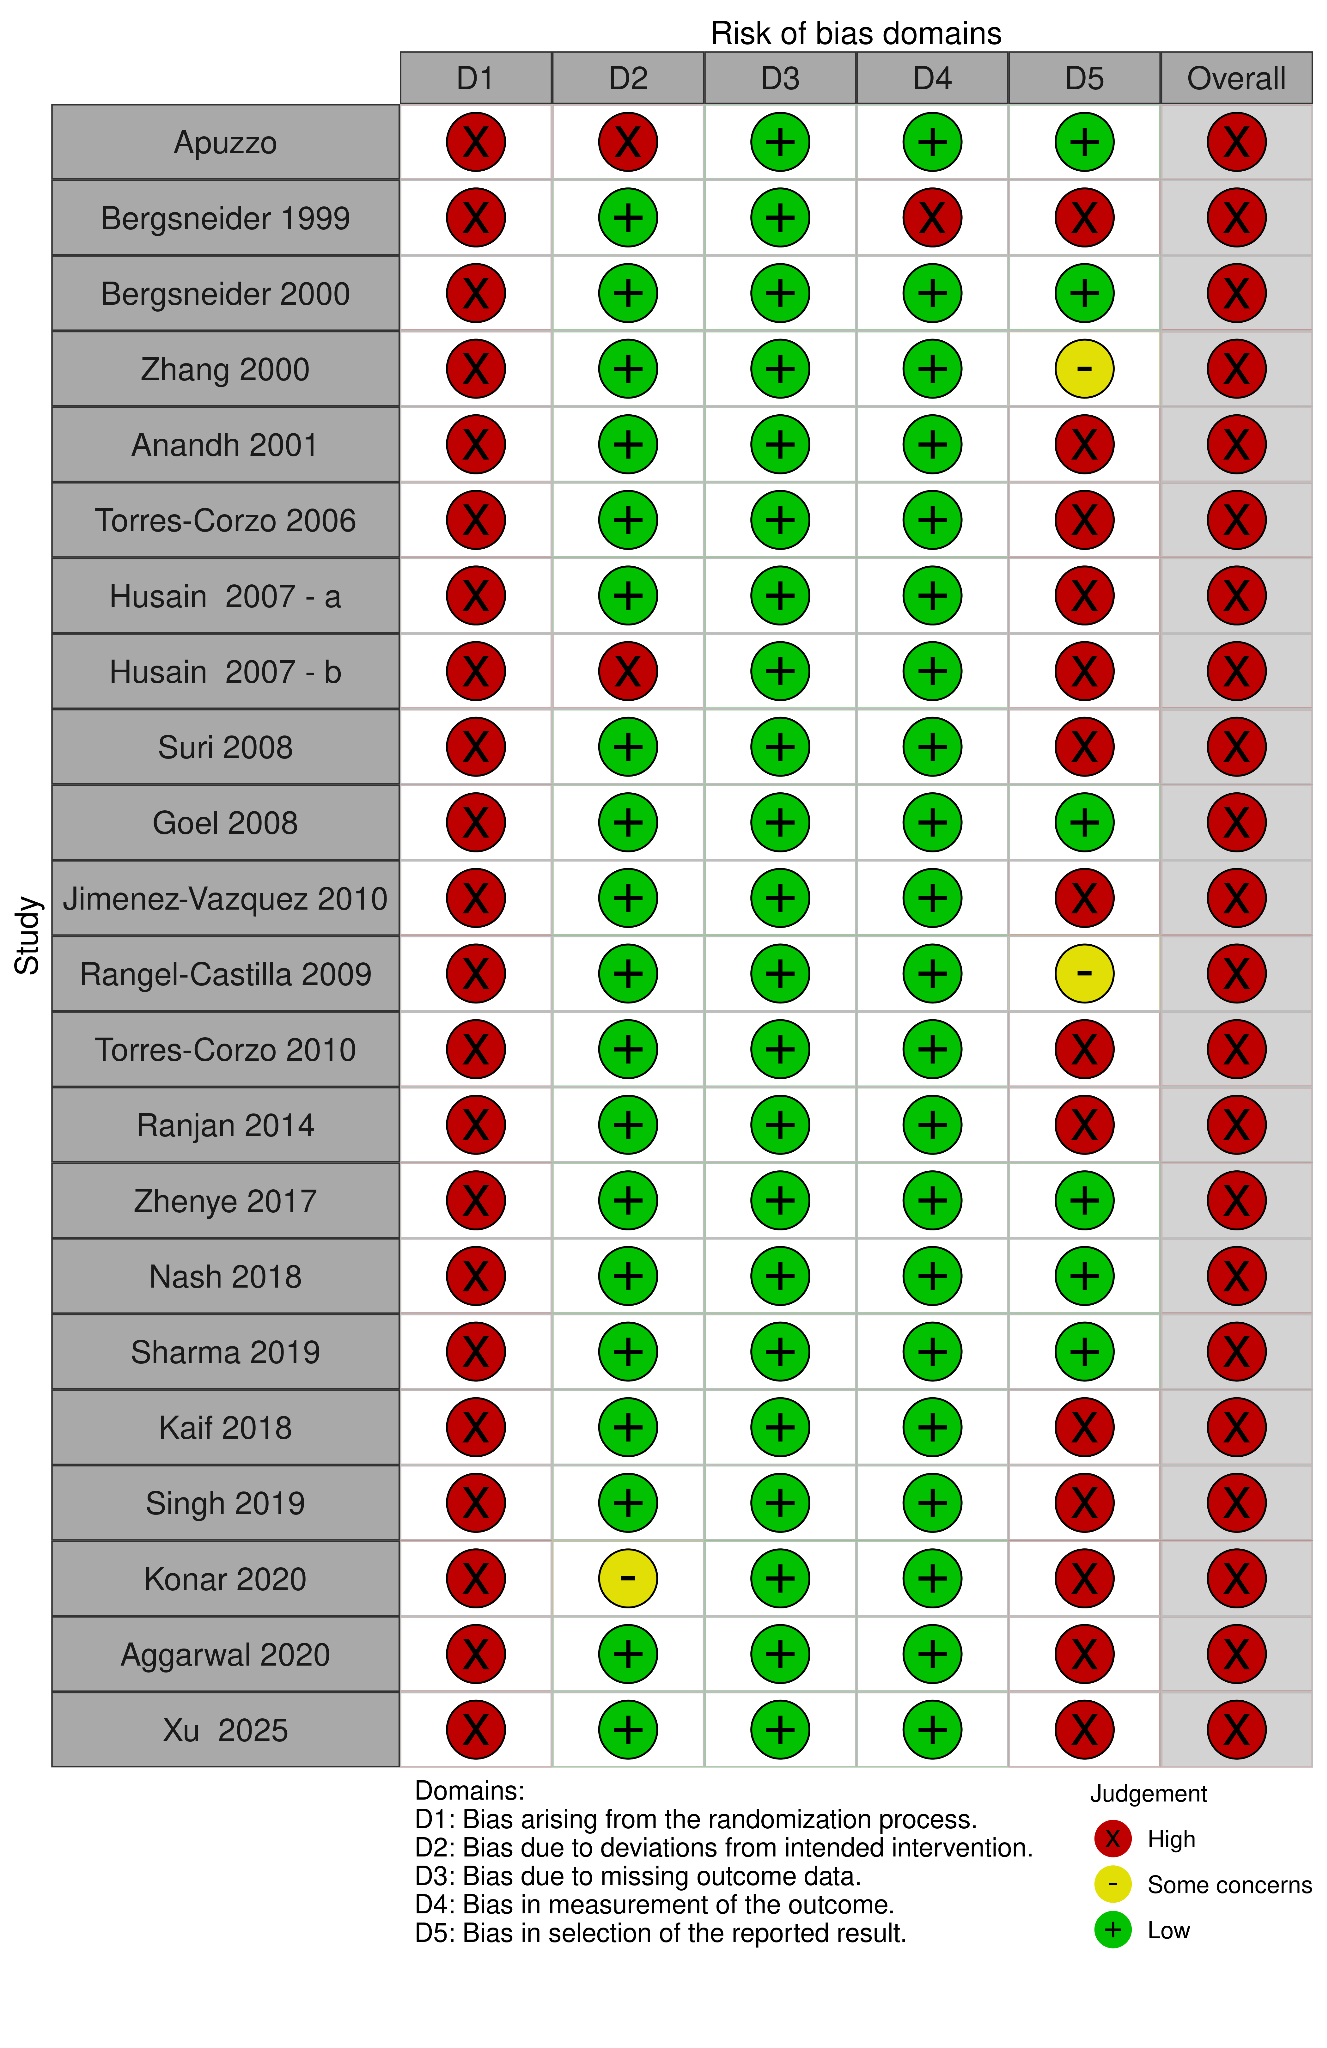 Risk of bias domains
D1 D2 D3 D4 D5 Overall
Apuzzo X X + + + X
Bergsneider 1999 X + + X X X
Bergsneider 2000 X + + + + X
Zhang 2000 X + + + - X
Anandh 2001 X + + + X X
Torres-Corzo 2006 X + + + X X
Husain  2007 - a X + + + X X
Husain  2007 - b X X + + X X
Suri 2008 X + + + X X
Goel 2008 X + + + + X
Jimenez-Vazquez 2010 X + + + X X
Rangel-Castilla 2009 X + + + - X
Torres-Corzo 2010 X + + + X X
Ranjan 2014 X + + + X X
Zhenye 2017 X + + + + X
Nash 2018 X + + + + X
Sharma 2019 X + + + + X
Kaif 2018 X + + + X X
Singh 2019 X + + + X X
Konar 2020 X - + + X X
Aggarwal 2020 X + + + X X
Xu  2025 X + + + X X
Study
Domains:
D1: Bias arising from the randomization process.
D2: Bias due to deviations from intended intervention.
D3: Bias due to missing outcome data.
D4: Bias in measurement of the outcome.
D5: Bias in selection of the reported result.
Judgement
X High
- Some concerns
+ Low